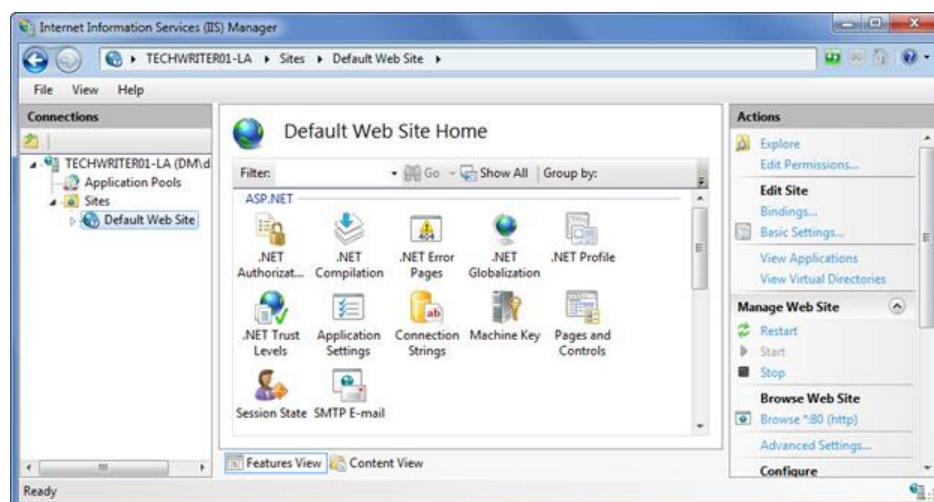 Internet Information Services (IIS) Manager
TECHWRITER01-LA Sites Default Web Site
File View Help
Connections
TECHWRITER01-LA (DM\d
Application Pools
Sites
Default Web Site
Default Web Site Home
Filter: Go Show All Group by:
ASP.NET
.NET Authorizat...
.NET Compilation
.NET Error Pages
404
.NET Globalization
.NET Profile
.NET Trust Levels
Application Settings
Connection Strings
ab
Machine Key
Pages and Controls
Session State
SMTP E-mail
Features View
Content View
Actions
Explore
Edit Permissions...
Edit Site
Bindings...
Basic Settings...
View Applications
View Virtual Directories
Manage Web Site
Restart
Start
Stop
Browse Web Site
Browse *:80 (http)
Advanced Settings...
Configure
Ready